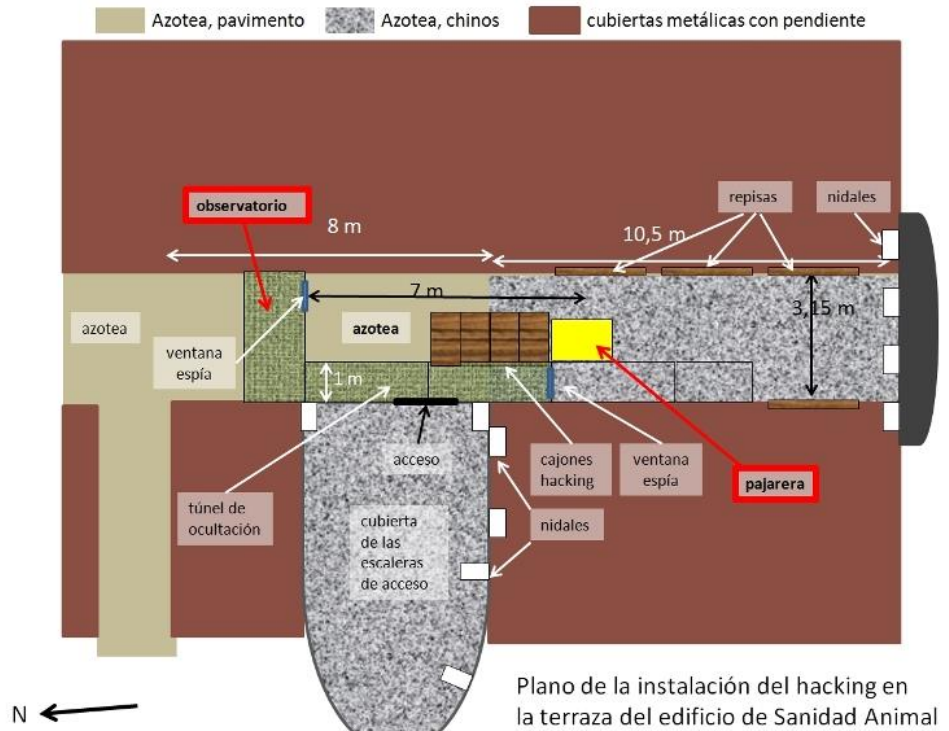 Azotea, pavimento
Azotea, chinos
cubiertas metálicas con pendiente
observatorio
repisas
nidales
8 m
10,5 m
7 m
3,15 m
azotea
ventana
espía
azotea
1 m
acceso
cajones
hacking
ventana
espía
pajarera
túnel de
ocultación
nidales
cubierta
de las
escaleras
de acceso
N
Plano de la instalación del hacking en
la terraza del edificio de Sanidad Animal